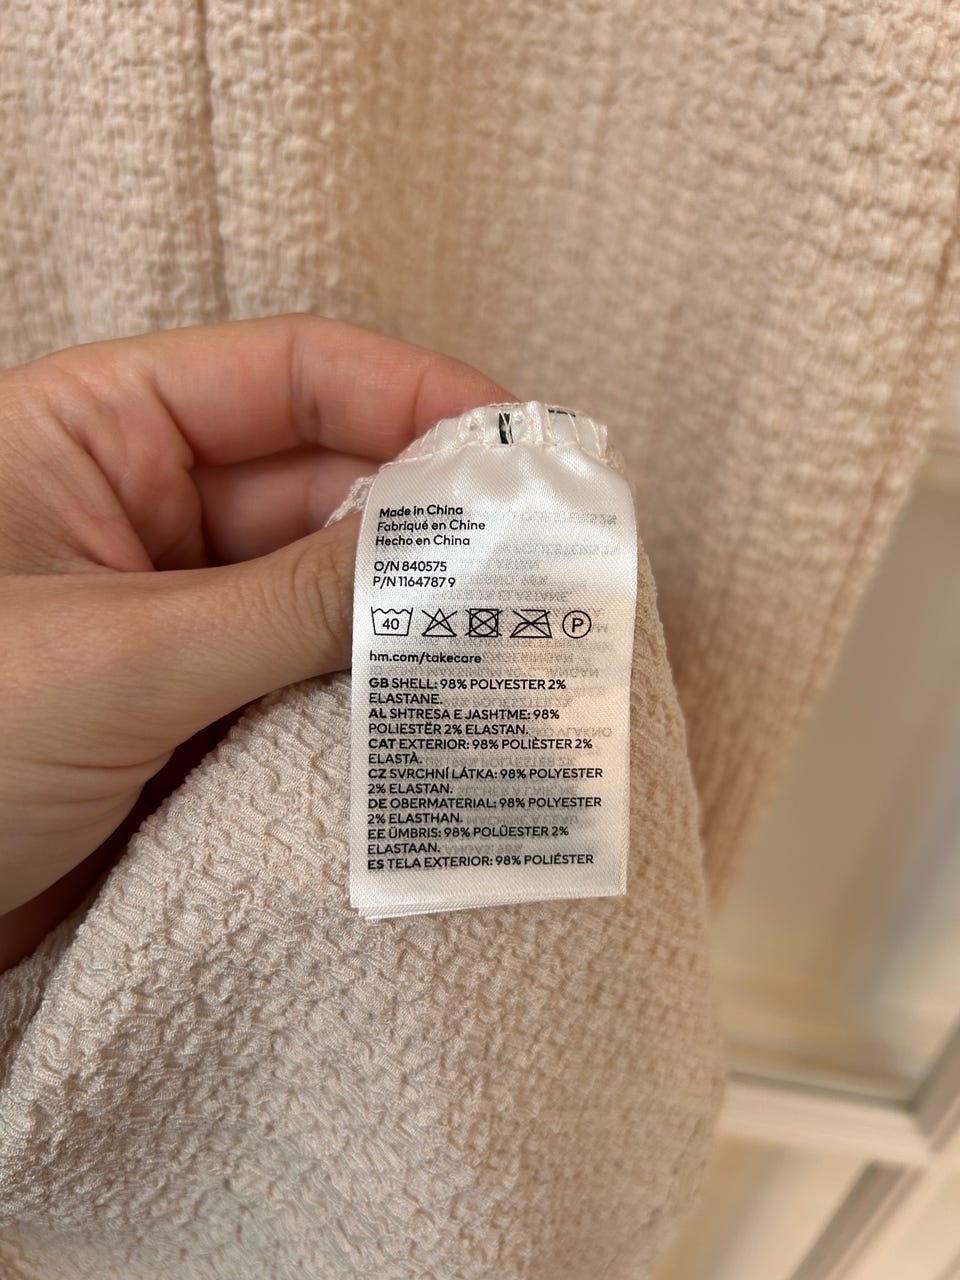 Made in China
Fabriqué en Chine
Hecho en China
O/N 840575
P/N 1164787 9
40
P
hm.com/takecare
GB SHELL: 98% POLYESTER 2%
ELASTANE.
AL SHTRESA E JASHTME: 98%
POLIESTËR 2% ELASTAN.
CAT EXTERIOR: 98% POLIÈSTER 2%
ELASTÀ.
CZ SVRCHNÍ LÁTKA: 98% POLYESTER
2% ELASTAN.
DE OBERMATERIAL: 98% POLYESTER
2% ELASTHAN.
EE ÜMBRIS: 98% POLÜESTER 2%
ELASTAAN.
ES TELA EXTERIOR: 98% POLIÉSTER